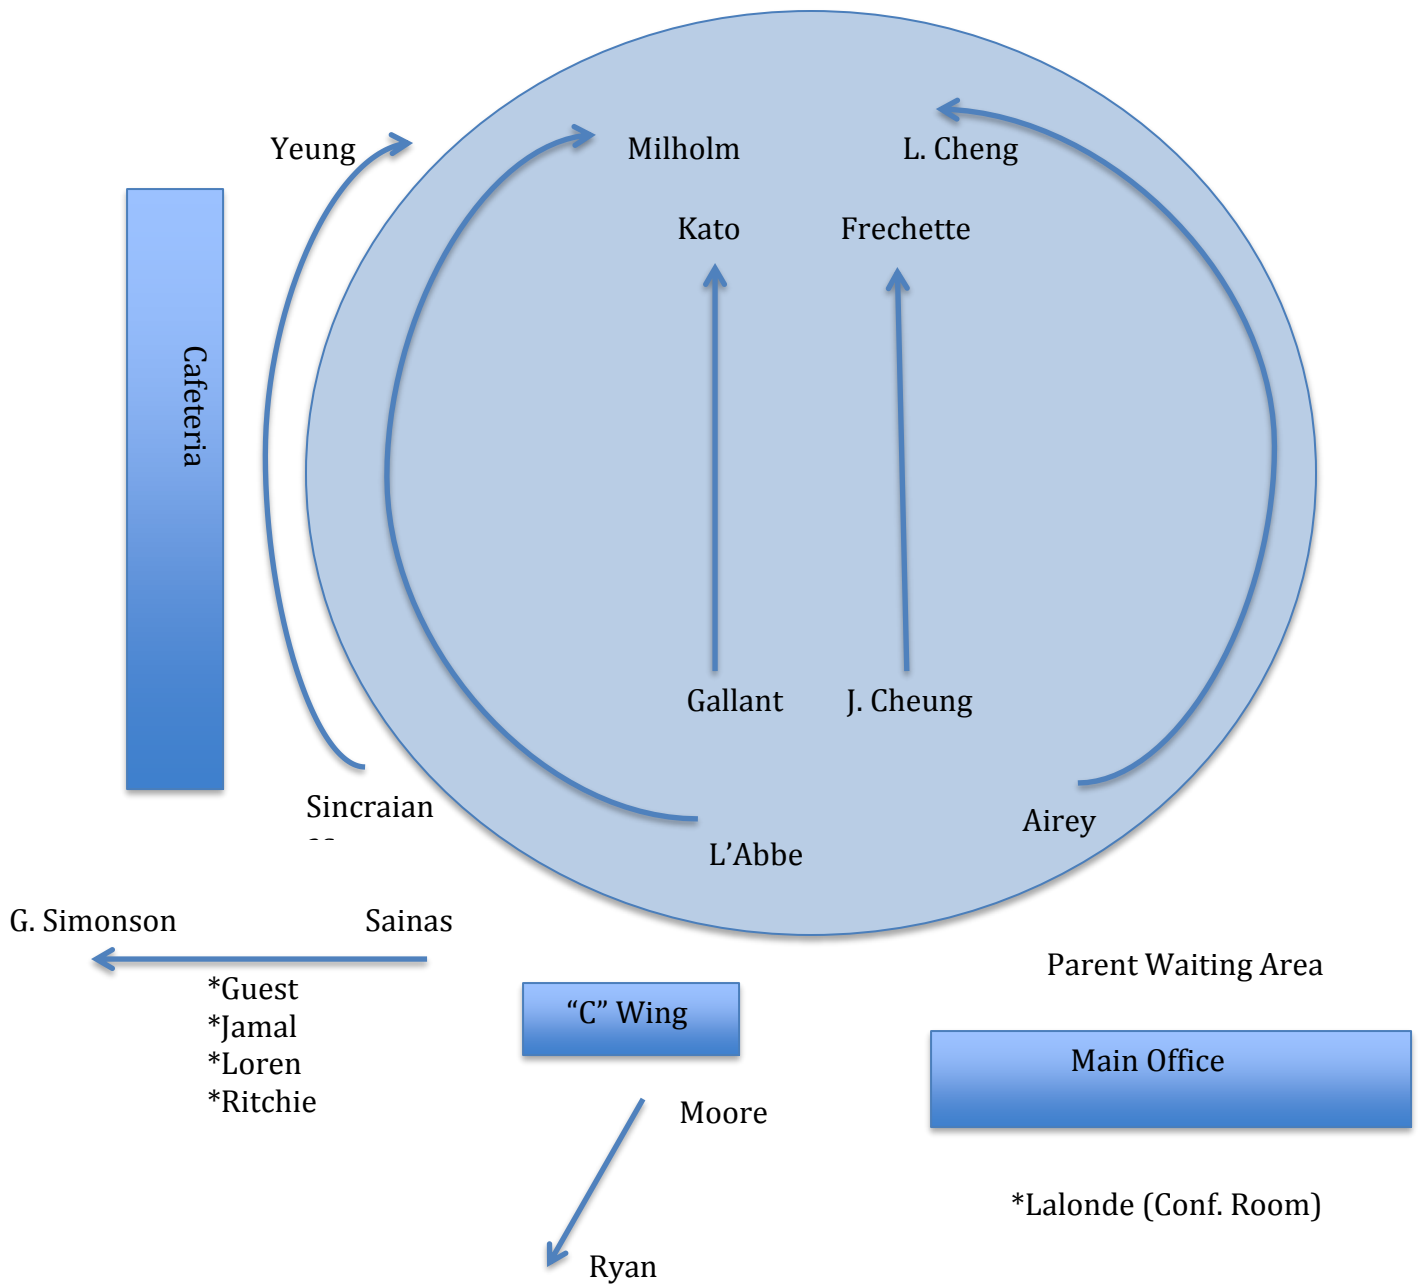 Yeung
Milholm
L. Cheng
Kato
Frechette
Cafeteria
Gallant
J. Cheung
Sincraian
Airey
L’Abbe
G. Simonson
Sainas
*Guest
*Jamal
*Loren
*Ritchie
“C” Wing
Parent Waiting Area
Main Office
Moore
*Lalonde (Conf. Room)
Ryan